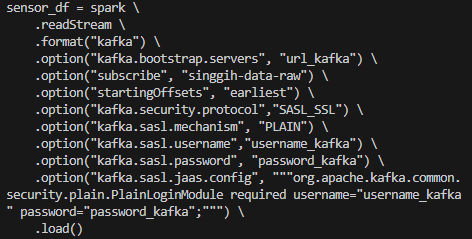 sensor_df = spark \
    .readStream \
    .format("kafka") \
    .option("kafka.bootstrap.servers", "url_kafka") \
    .option("subscribe", "singgih-data-raw") \
    .option("startingOffsets", "earliest") \
    .option("kafka.security.protocol","SASL_SSL") \
    .option("kafka.sasl.mechanism", "PLAIN") \
    .option("kafka.sasl.username","username_kafka") \
    .option("kafka.sasl.password", "password_kafka") \
    .option("kafka.sasl.jaas.config", """org.apache.kafka.common.
security.plain.PlainLoginModule required username="username_kafka
" password="password_kafka";""") \
    .load()